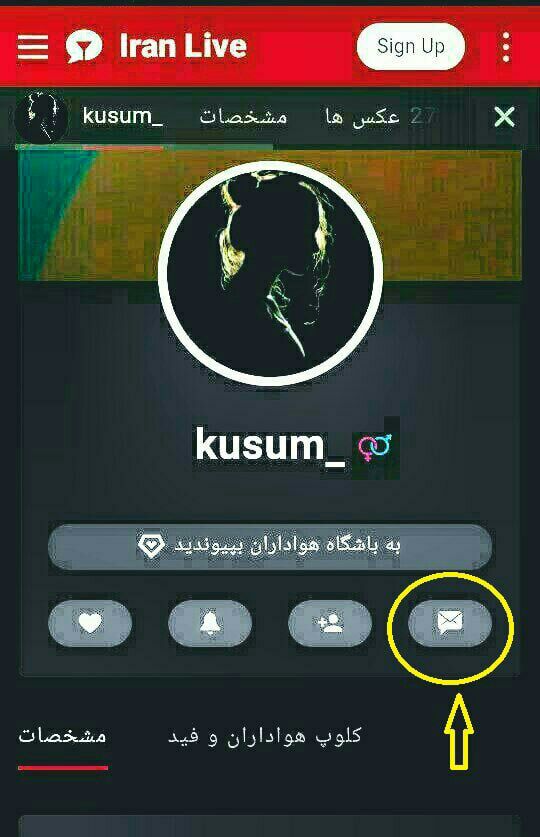 Iran Live
Sign Up
kusum_ مشخصات عکس ها 27
kusum_
به باشگاه هواداران بپیوندید
مشخصات کلوپ هواداران و فید